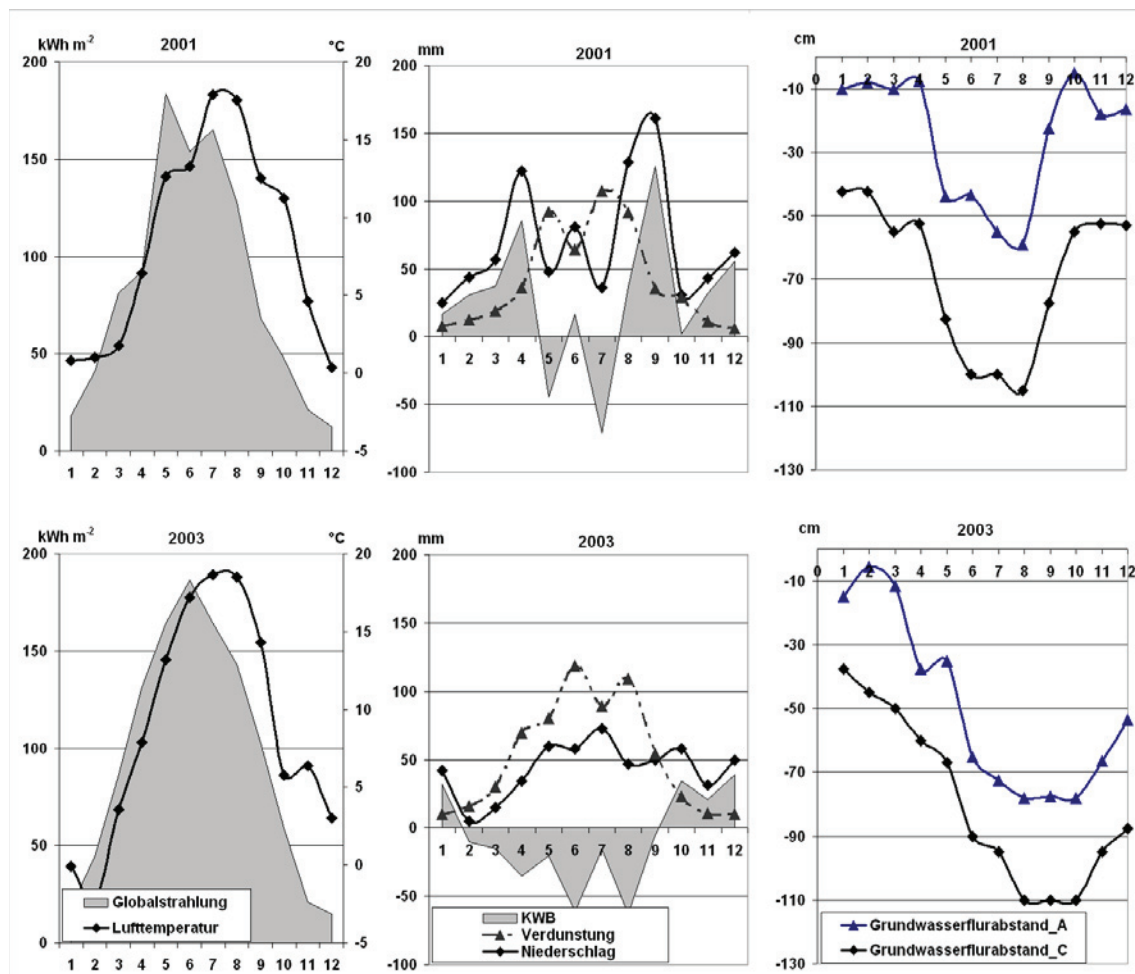 kWh m-2 2001 °C
200 20
150 15
10
100
5
50
0
0 -5
1 2 3 4 5 6 7 8 9 10 11 12
mm 2001
200
150
100
50
0
1 2 3 4 5 6 7 8 9 10 11 12
-50
-100
cm 2001
0 1 2 3 4 5 6 7 8 9 10 11 12
-10
-30
-50
-70
-90
-110
-130
kWh m-2 2003 °C
200 20
150 15
10
100
5
50
0
0 -5
Globalstrahlung
Lufttemperatur
1 2 3 4 5 6 7 8 9 10 11 12
mm 2003
200
150
100
50
0
1 2 3 4 5 6 7 8 9 10 11 12
-50
-100
KWB
Verdunstung
Niederschlag
cm 2003
0 1 2 3 4 5 6 7 8 9 10 11 12
-10
-30
-50
-70
-90
-110
-130
Grundwasserflurabstand_A
Grundwasserflurabstand_C